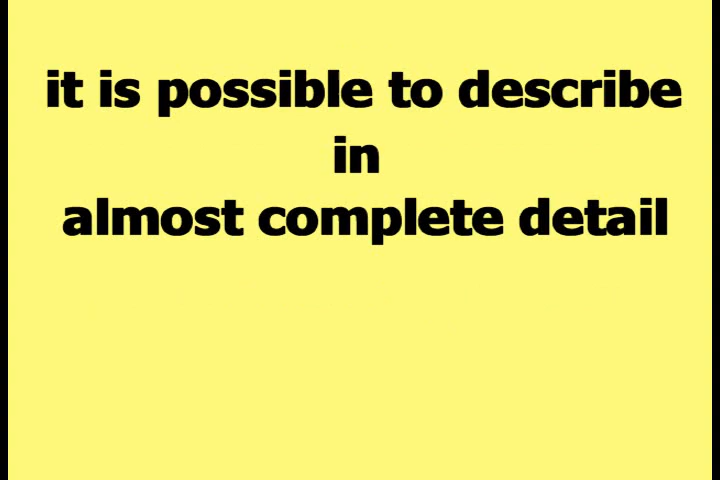 it is possible to describe
in
almost complete detail